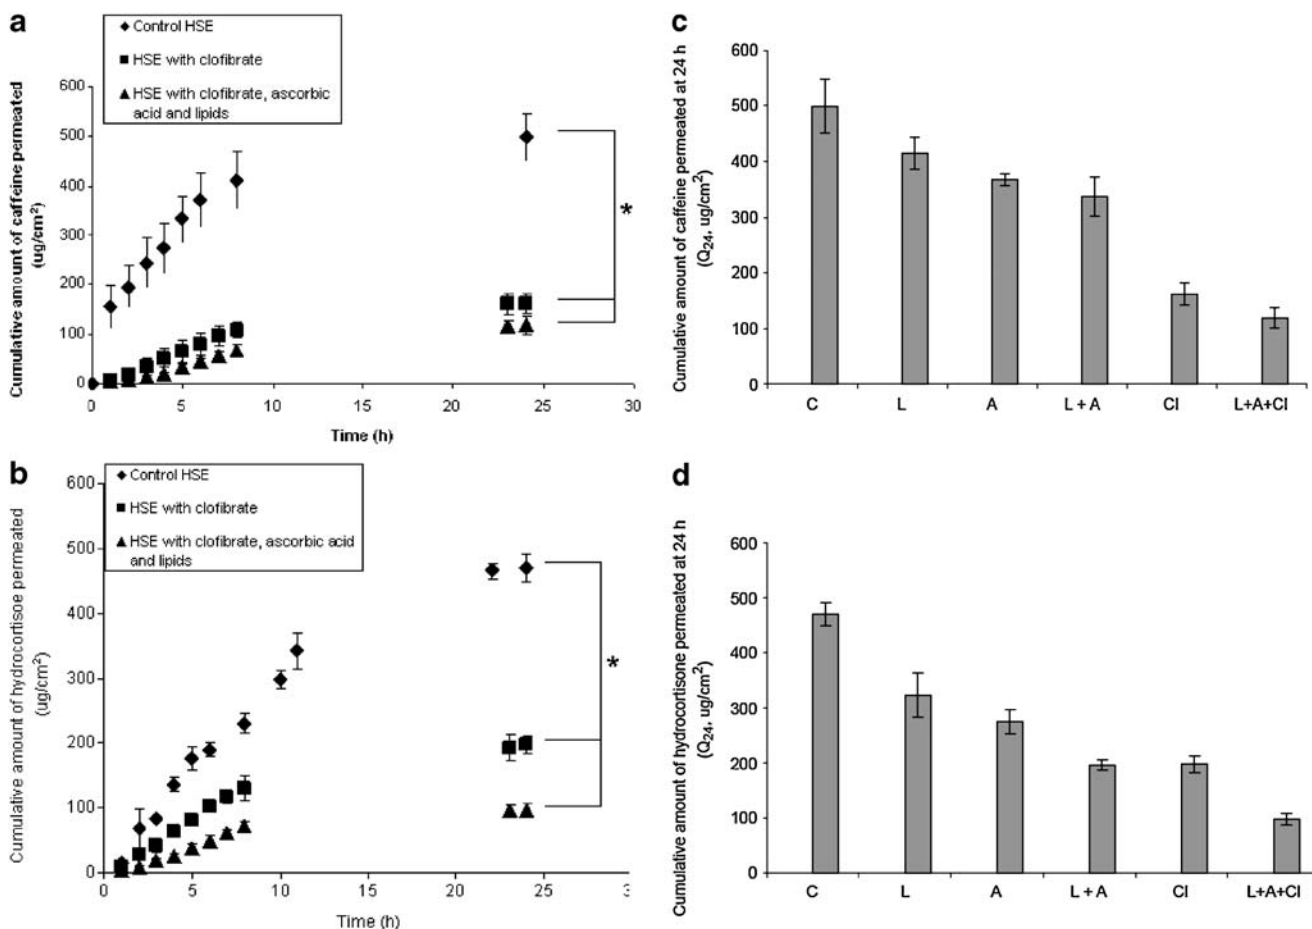 a
Control HSE
HSE with clofibrate
HSE with clofibrate, ascorbic
acid and lipids
Cumulative amount of caffeine permeated
(ug/cm²)
600
500
400
300
200
100
0
*
0 5 10 15 20 25 30
Time (h)
b
Control HSE
HSE with clofibrate
HSE with clofibrate, ascorbic acid
and lipids
Cumulative amount of hydrocortisoe permeated
(ug/cm²)
600
500
400
300
200
100
0
*
0 5 10 15 20 25 3
Time (h)
c
Cumulative amount of caffeine permeated at 24 h
(Q24, ug/cm²)
600
500
400
300
200
100
0
C L A L + A Cl L+A+Cl
d
Cumulative amount of hydrocortisone permeated at 24 h
(Q24, ug/cm²)
600
500
400
300
200
100
0
C L A L + A Cl L+A+Cl